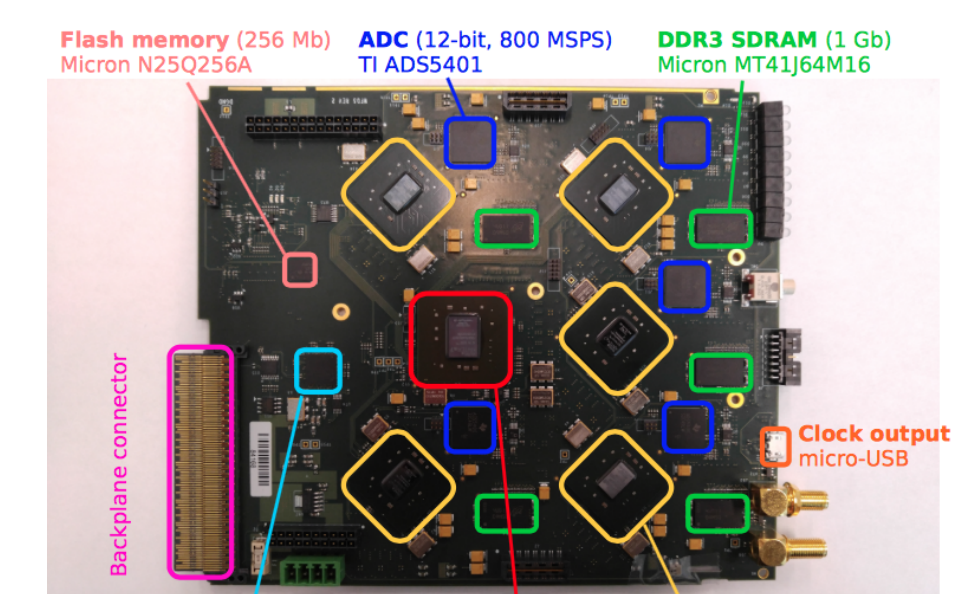 Flash memory (256 Mb)
Micron N25Q256A
ADC (12-bit, 800 MSPS)
TI ADS5401
DDR3 SDRAM (1 Gb)
Micron MT41J64M16
Backplane connector
Clock output
micro-USB